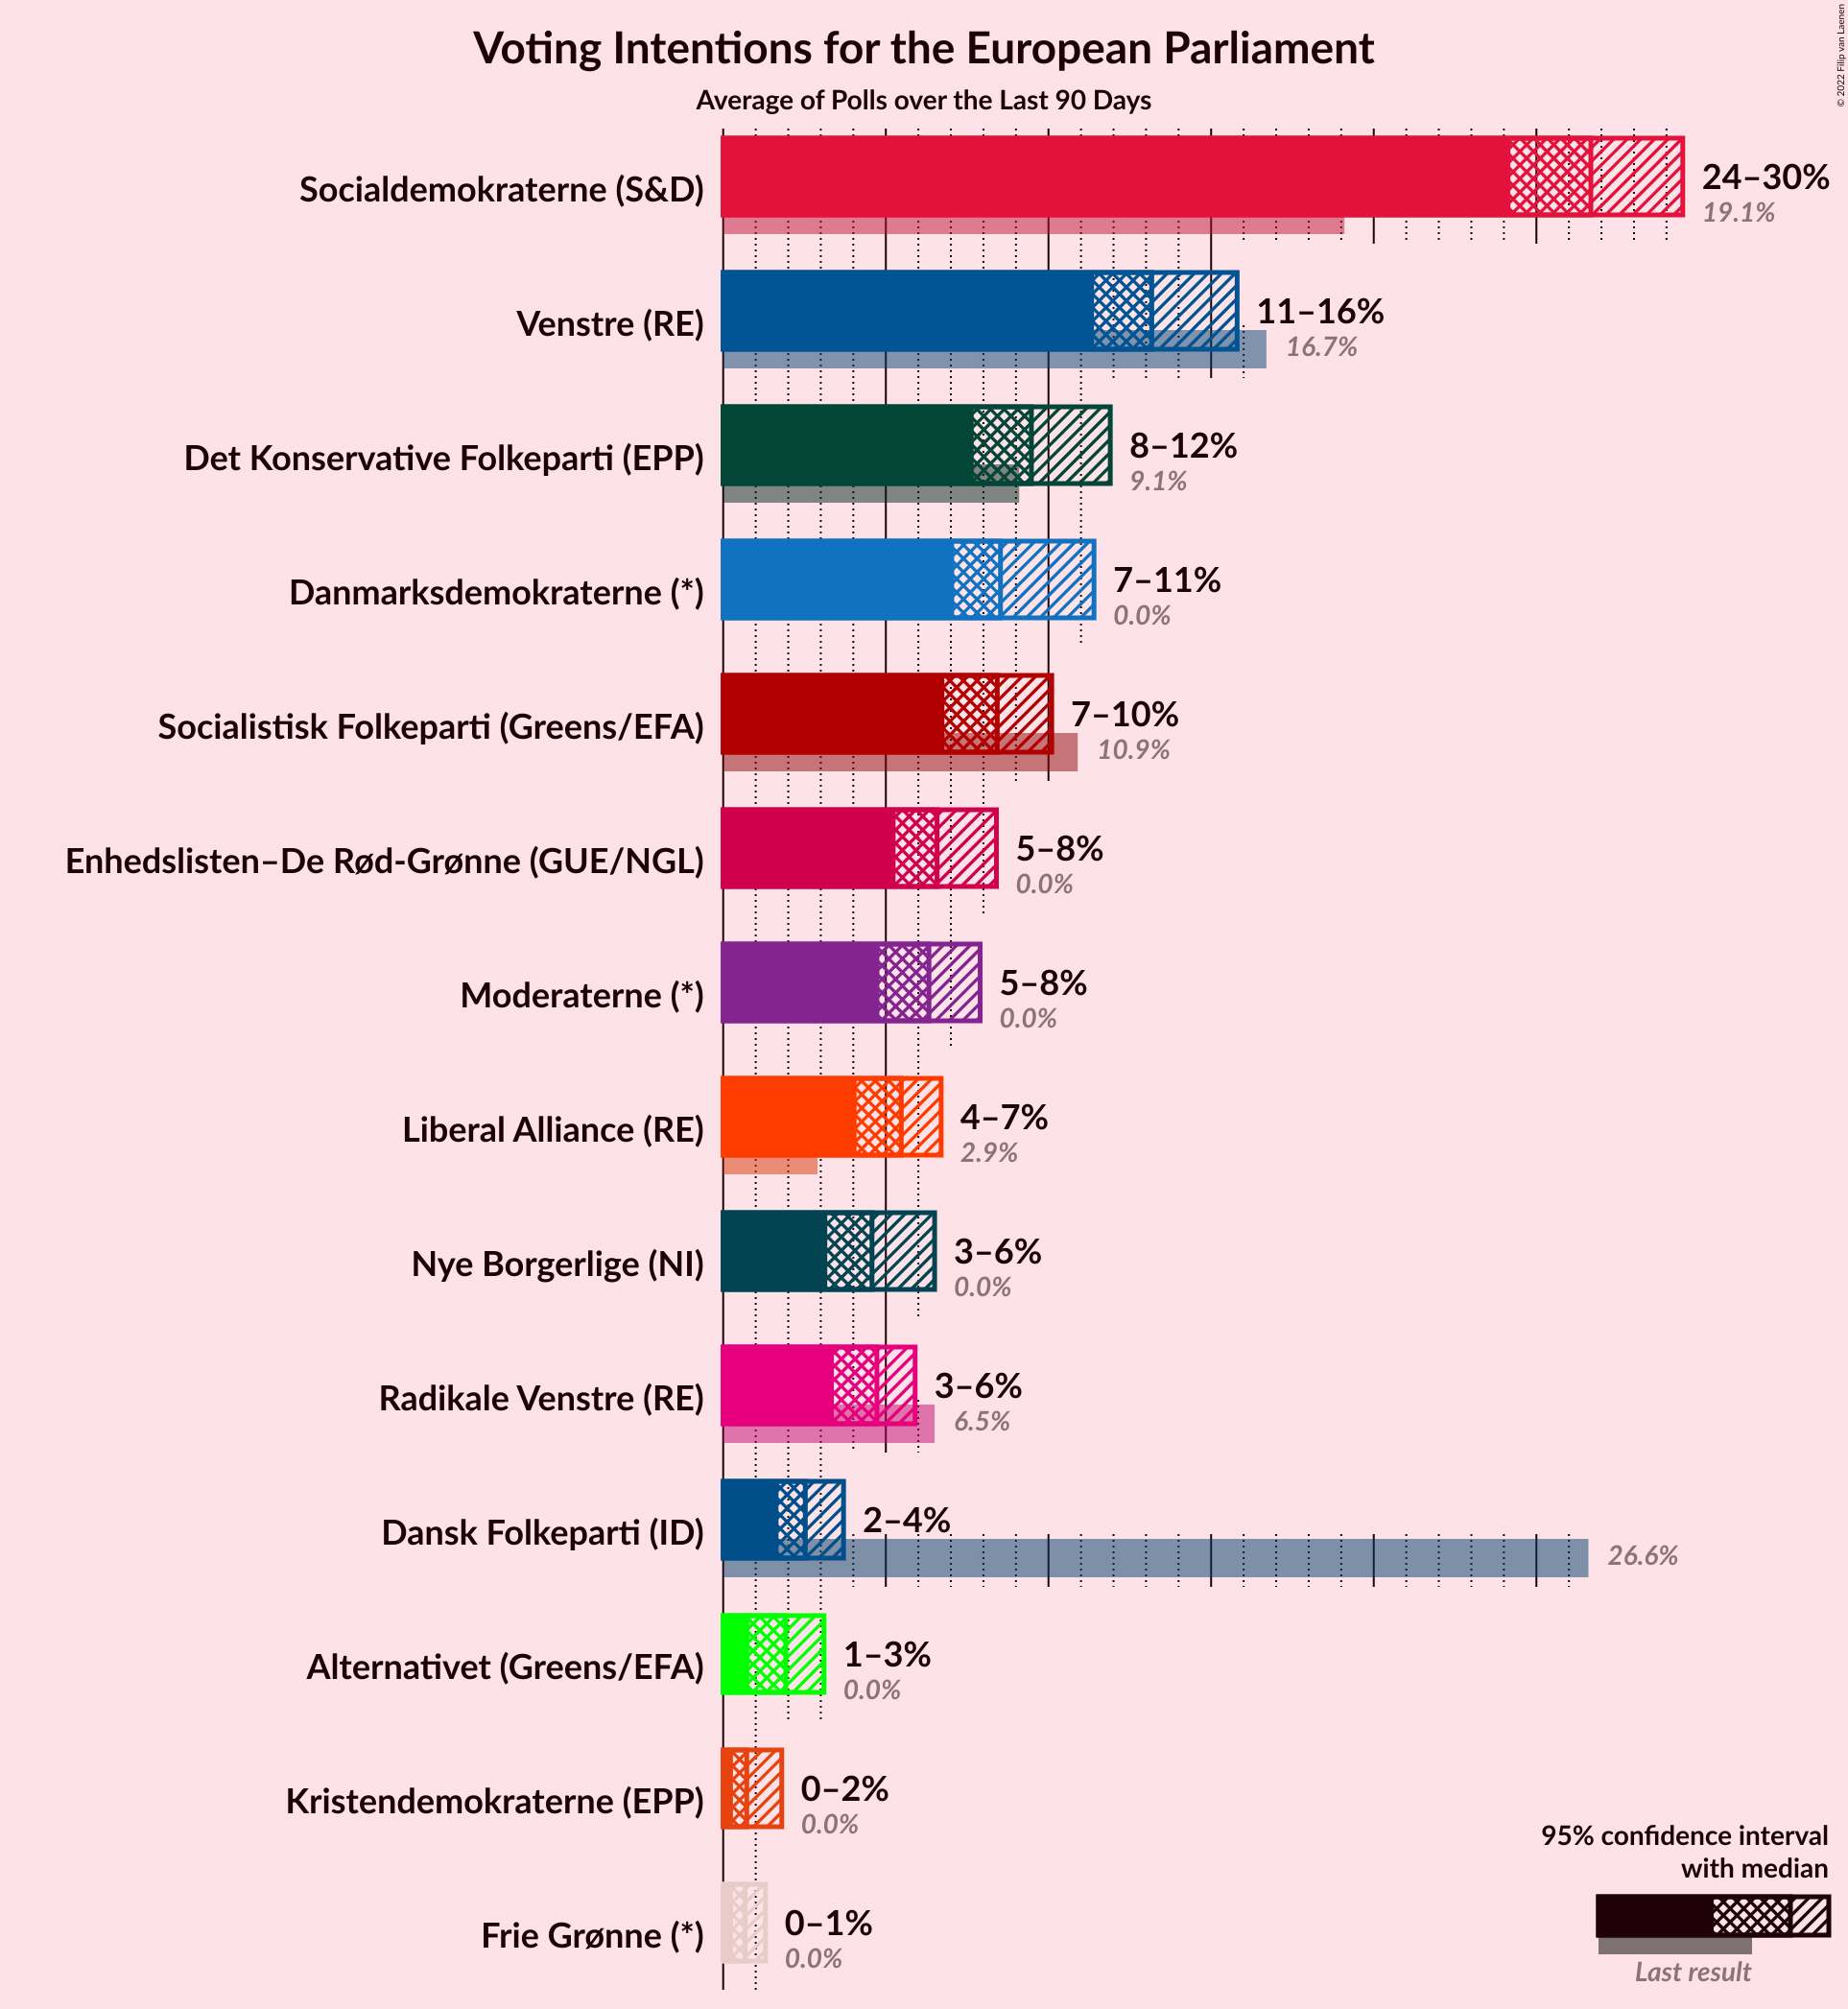 Voting Intentions for the European Parliament
Average of Polls over the Last 90 Days
© 2022 Filip van Laenen
Socialdemokraterne (S&D)
24–30%
19.1%
Venstre (RE)
11–16%
16.7%
Det Konservative Folkeparti (EPP)
8–12%
9.1%
Danmarksdemokraterne (*)
7–11%
0.0%
Socialistisk Folkeparti (Greens/EFA)
7–10%
10.9%
Enhedslisten–De Rød-Grønne (GUE/NGL)
5–8%
0.0%
Moderaterne (*)
5–8%
0.0%
Liberal Alliance (RE)
4–7%
2.9%
Nye Borgerlige (NI)
3–6%
0.0%
Radikale Venstre (RE)
3–6%
6.5%
Dansk Folkeparti (ID)
2–4%
26.6%
Alternativet (Greens/EFA)
1–3%
0.0%
Kristendemokraterne (EPP)
0–2%
0.0%
Frie Grønne (*)
0–1%
0.0%
95% confidence interval
with median
Last result